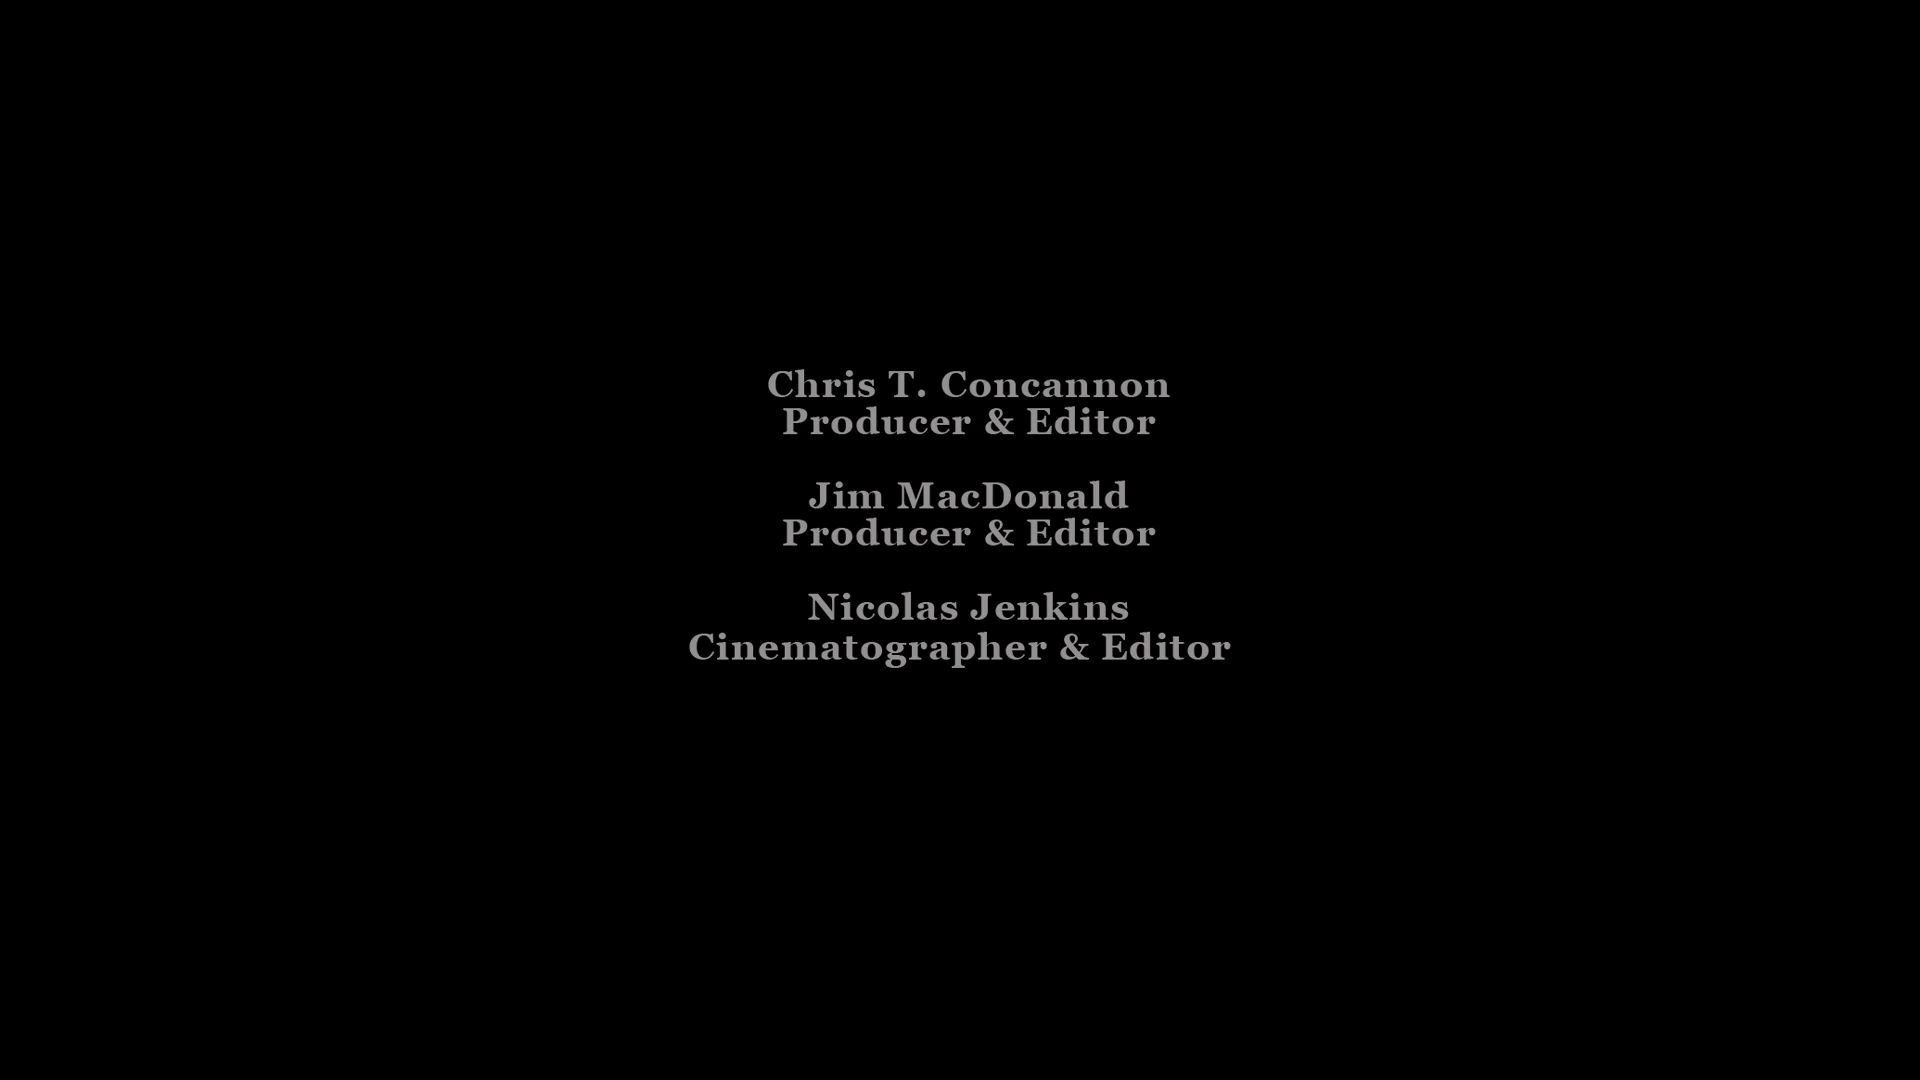 Chris T. Concannon
Producer & Editor
Jim MacDonald
Producer & Editor
Nicolas Jenkins
Cinematographer & Editor